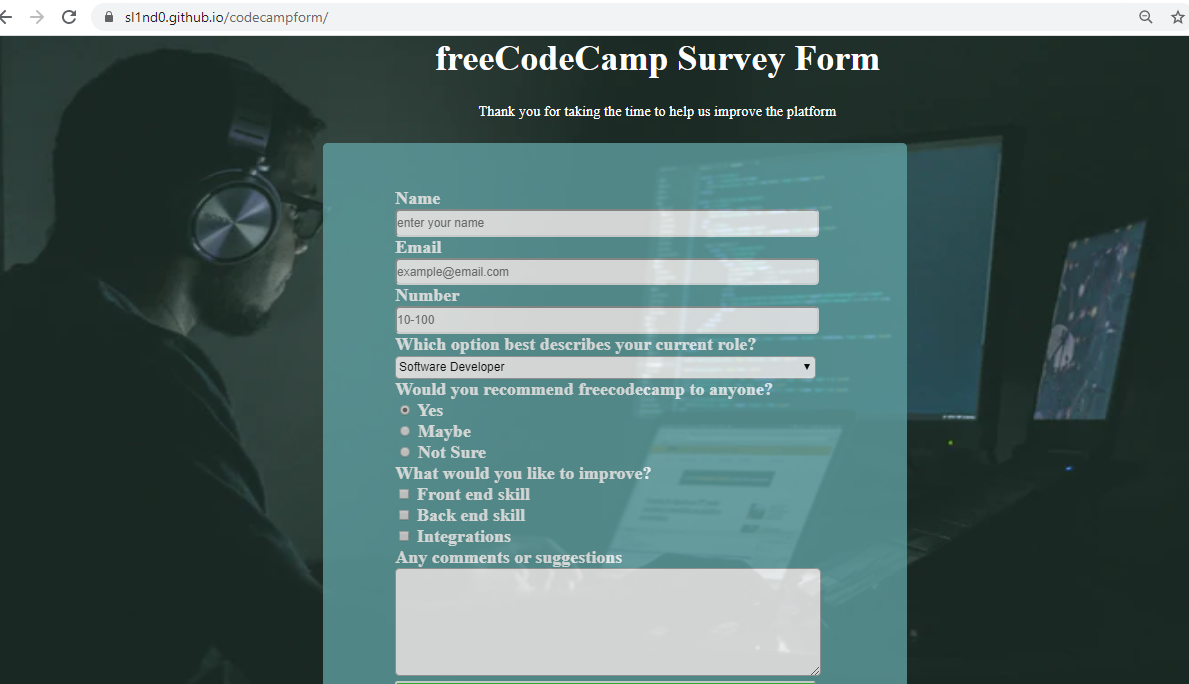 sl1nd0.github.io/codecampform/
freeCodeCamp Survey Form
Thank you for taking the time to help us improve the platform
Name
enter your name
Email
example@email.com
Number
10-100
Which option best describes your current role?
Software Developer
Would you recommend freecodecamp to anyone?
Yes
Maybe
Not Sure
What would you like to improve?
Front end skill
Back end skill
Integrations
Any comments or suggestions